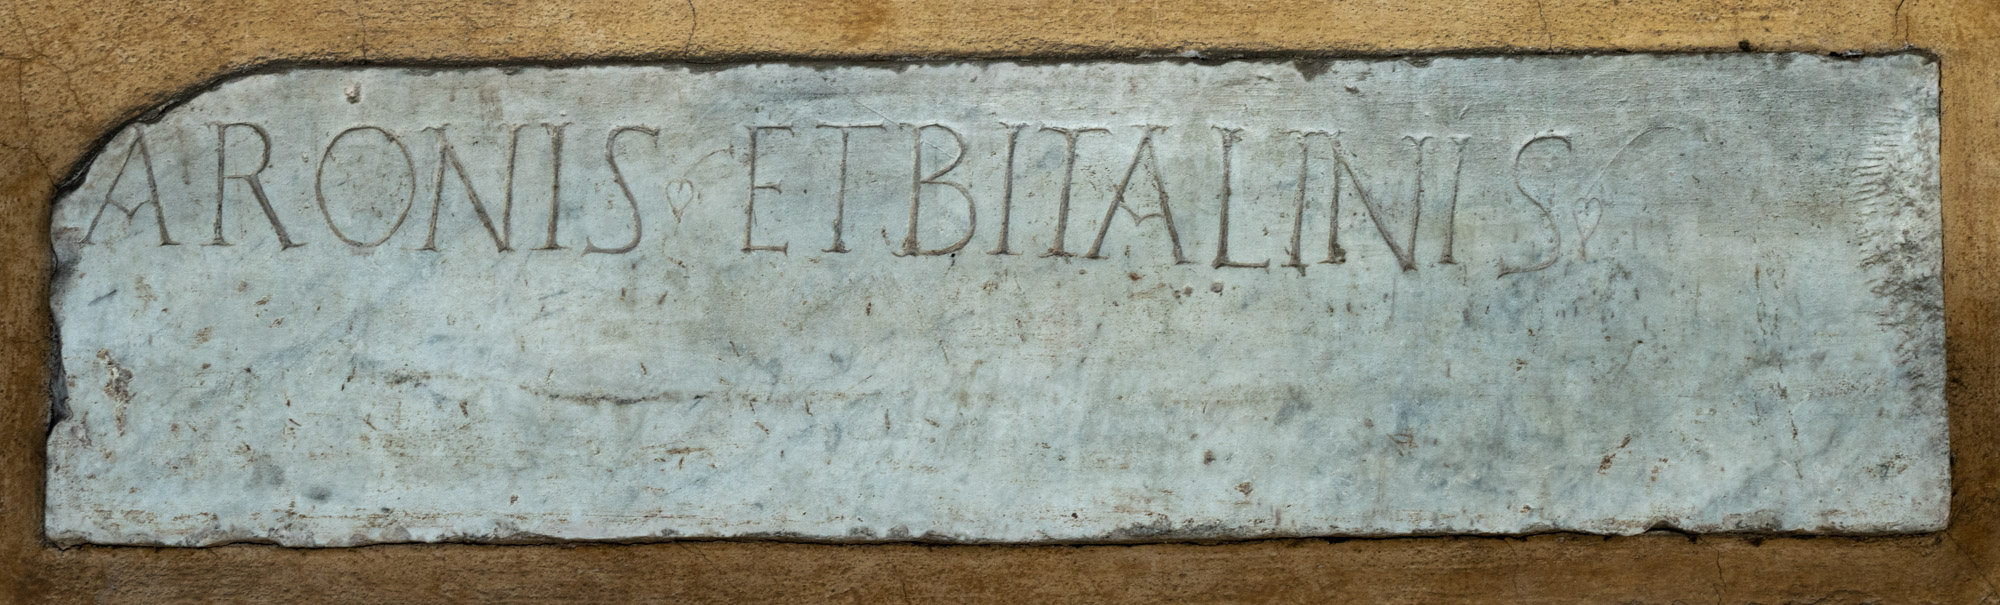 ARONIS ❦ ETBITALINIS ❦